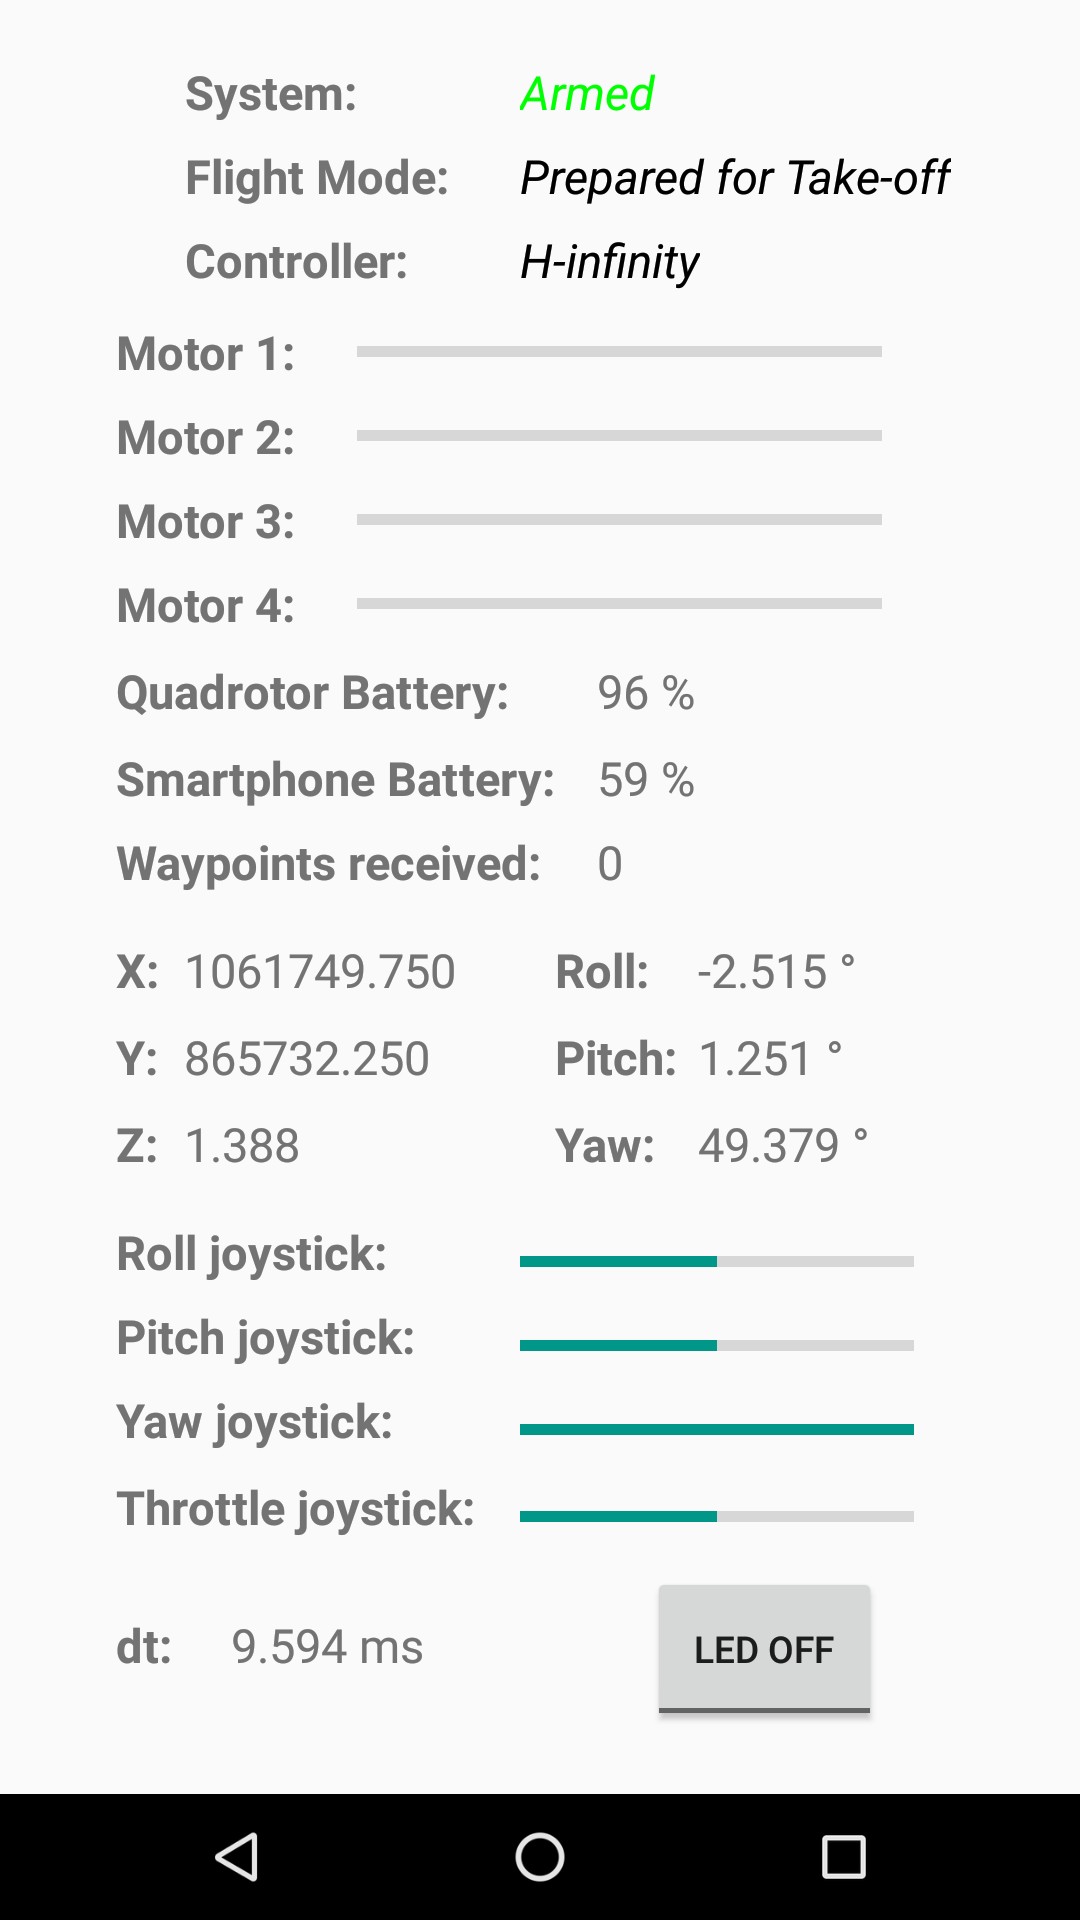 System: Armed
Flight Mode: Prepared for Take-off
Controller: H-infinity
Motor 1:
Motor 2:
Motor 3:
Motor 4:
Quadrotor Battery: 96 %
Smartphone Battery: 59 %
Waypoints received: 0
X: 1061749.750 Roll: -2.515 °
Y: 865732.250 Pitch: 1.251 °
Z: 1.388 Yaw: 49.379 °
Roll joystick:
Pitch joystick:
Yaw joystick:
Throttle joystick:
dt: 9.594 ms LED OFF